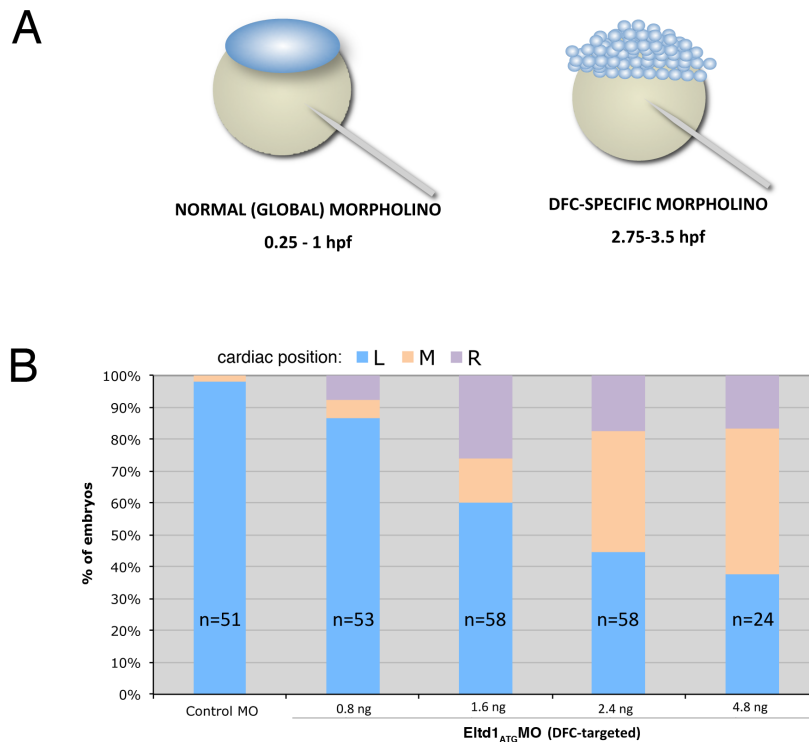 A
NORMAL (GLOBAL) MORPHOLINO
0.25 - 1 hpf
DFC-SPECIFIC MORPHOLINO
2.75-3.5 hpf
B
cardiac position: L M R
100%
90%
80%
70%
60%
50%
40%
30%
20%
10%
0%
% of embryos
n=51
n=53
n=58
n=58
n=24
Control MO
0.8 ng
1.6 ng
2.4 ng
4.8 ng
Eltd1ATGMO (DFC-targeted)